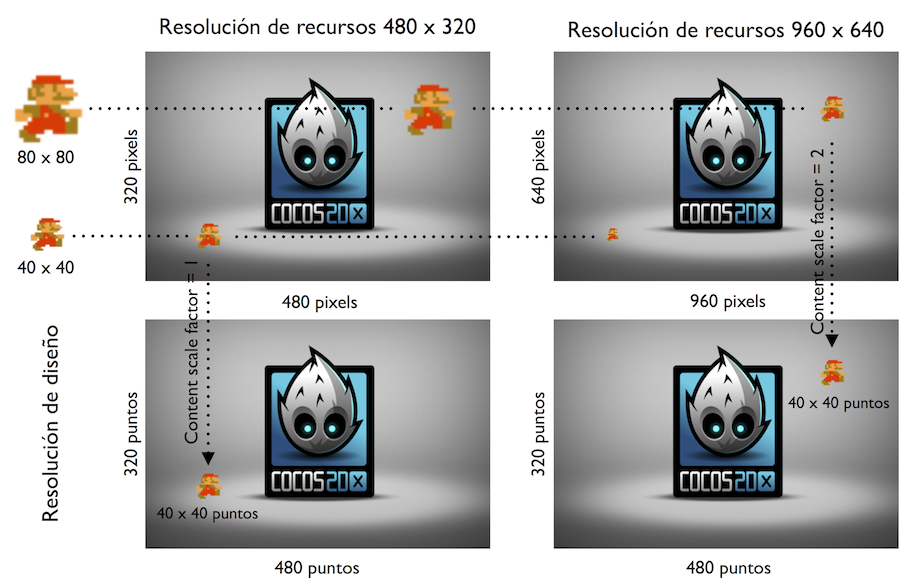 Resolución de recursos 480 x 320
Resolución de recursos 960 x 640
80 x 80
320 pixels
COCOS2DX
640 pixels
COCOS2DX
Content scale factor = 2
40 x 40
480 pixels
960 pixels
Content scale factor = 1
Resolución de diseño
320 puntos
COCOS2DX
40 x 40 puntos
320 puntos
COCOS2DX
40 x 40 puntos
480 puntos
480 puntos